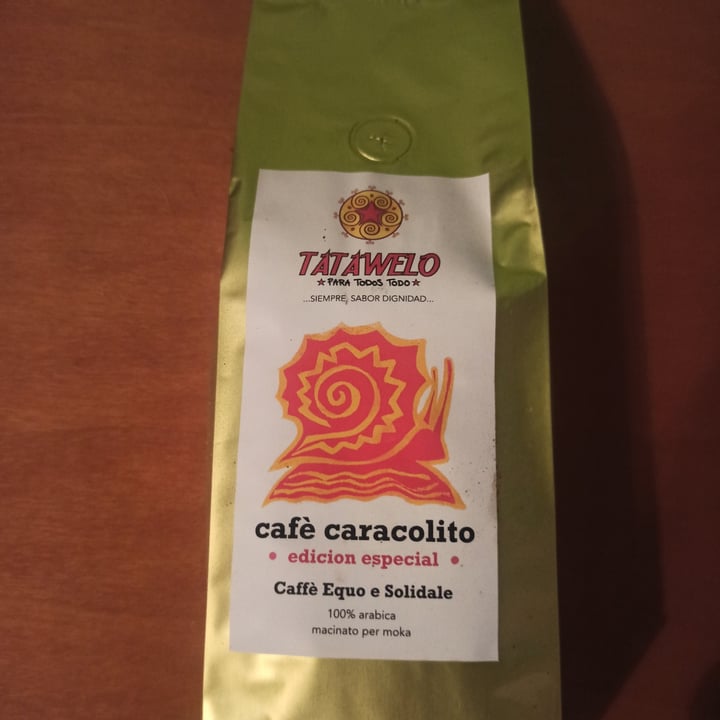 TATAWELO
★PARA TODOS TODO★
...SIEMPRE, SABOR DIGNIDAD...
cafè caracolito
• edicion especial •
Caffè Equo e Solidale
100% arabica
macinato per moka